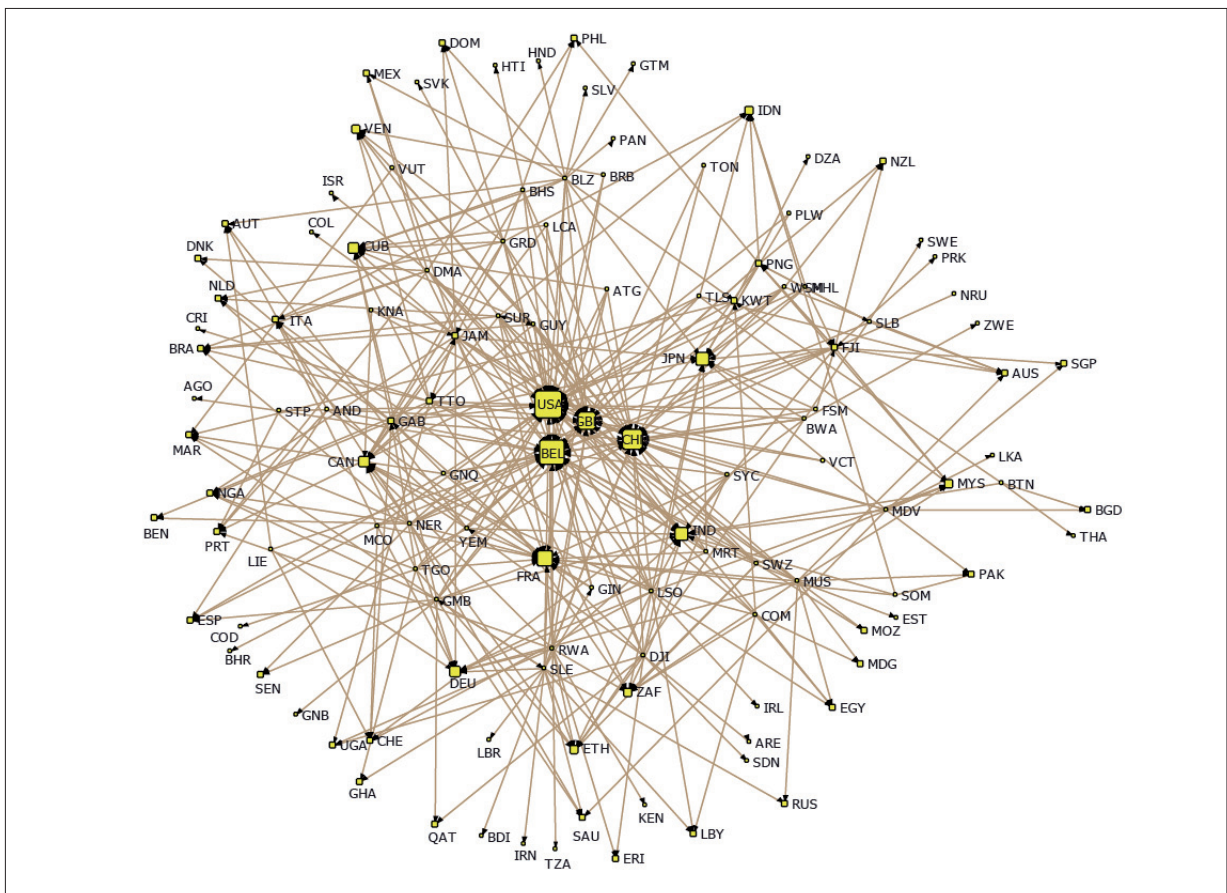 PHL
DOM
HND
HTI
GTM
MEX
SVK
SLV
IDN
VEN
PAN
DZA
NZL
VUT
TON
BLZ
BRB
ISR
BHS
PLW
AUT
COL
LCA
SWE
CUB
GRD
DNK
PRK
PNG
DMA
NLD
ATG
WSM
MHL
NRU
TLS
KWT
CRI
ITA
KNA
SUR
GUY
SLB
ZWE
BRA
JAM
JPN
FJI
SGP
AUS
AGO
TTO
USA
STP
AND
GAB
GBR
FSM
BWA
MAR
CHN
BEL
CAN
VCT
LKA
GNQ
SYC
MYS
BTN
NGA
MDV
BGD
BEN
PRT
MCO
NER
YEM
IND
THA
LIE
MRT
SWZ
TGO
FRA
MUS
PAK
GIN
LSO
SOM
GMB
COM
EST
ESP
COD
MOZ
BHR
RWA
DJI
SLE
MDG
SEN
DEU
ZAF
GNB
IRL
EGY
UGA
CHE
LBR
ETH
ARE
SDN
GHA
RUS
QAT
BDI
SAU
KEN
LBY
IRN
TZA
ERI